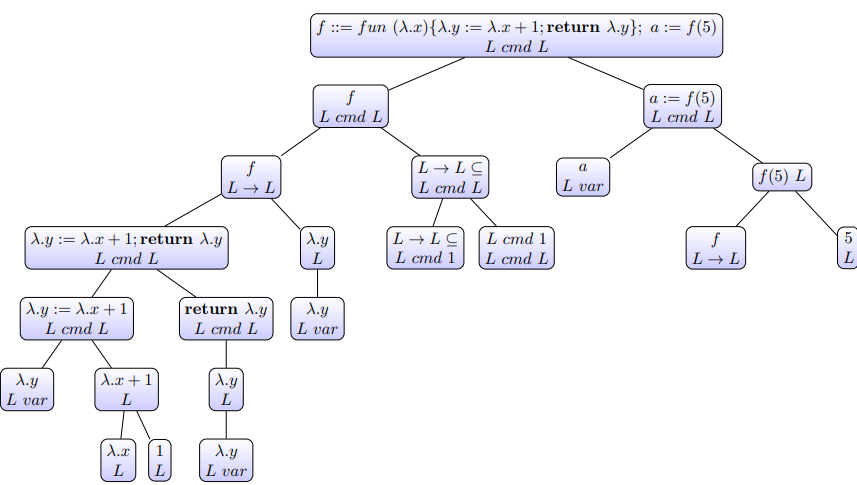 f ::= fun (λ.x){λ.y := λ.x + 1; return λ.y}; a := f(5)
L cmd L
f
L cmd L
a := f(5)
L cmd L
f
L → L
L → L ⊆
L cmd L
a
L var
f(5) L
λ.y := λ.x + 1; return λ.y
L cmd L
λ.y
L
L → L ⊆
L cmd 1
L cmd 1
L cmd L
f
L → L
5
L
λ.y := λ.x + 1
L cmd L
return λ.y
L cmd L
λ.y
L var
λ.y
L var
λ.x + 1
L
λ.y
L
λ.x
L
1
L
λ.y
L var